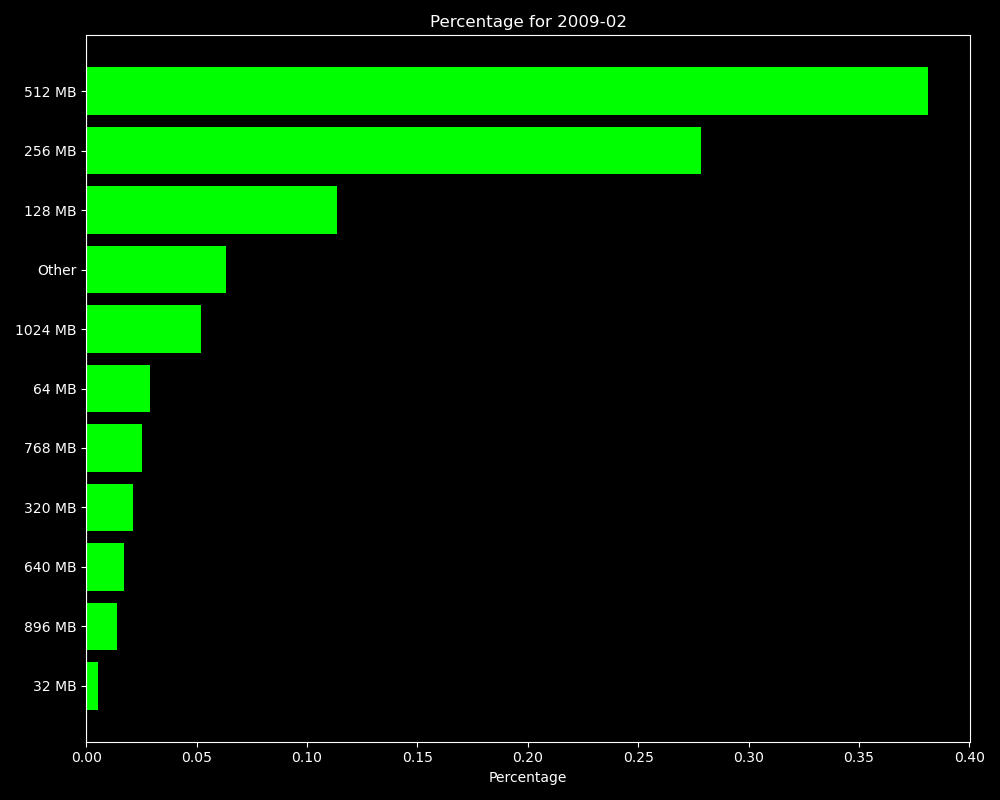 Percentage for 2009-02
512 MB
256 MB
128 MB
Other
1024 MB
64 MB
768 MB
320 MB
640 MB
896 MB
32 MB
0.00 0.05 0.10 0.15 0.20 0.25 0.30 0.35 0.40
Percentage